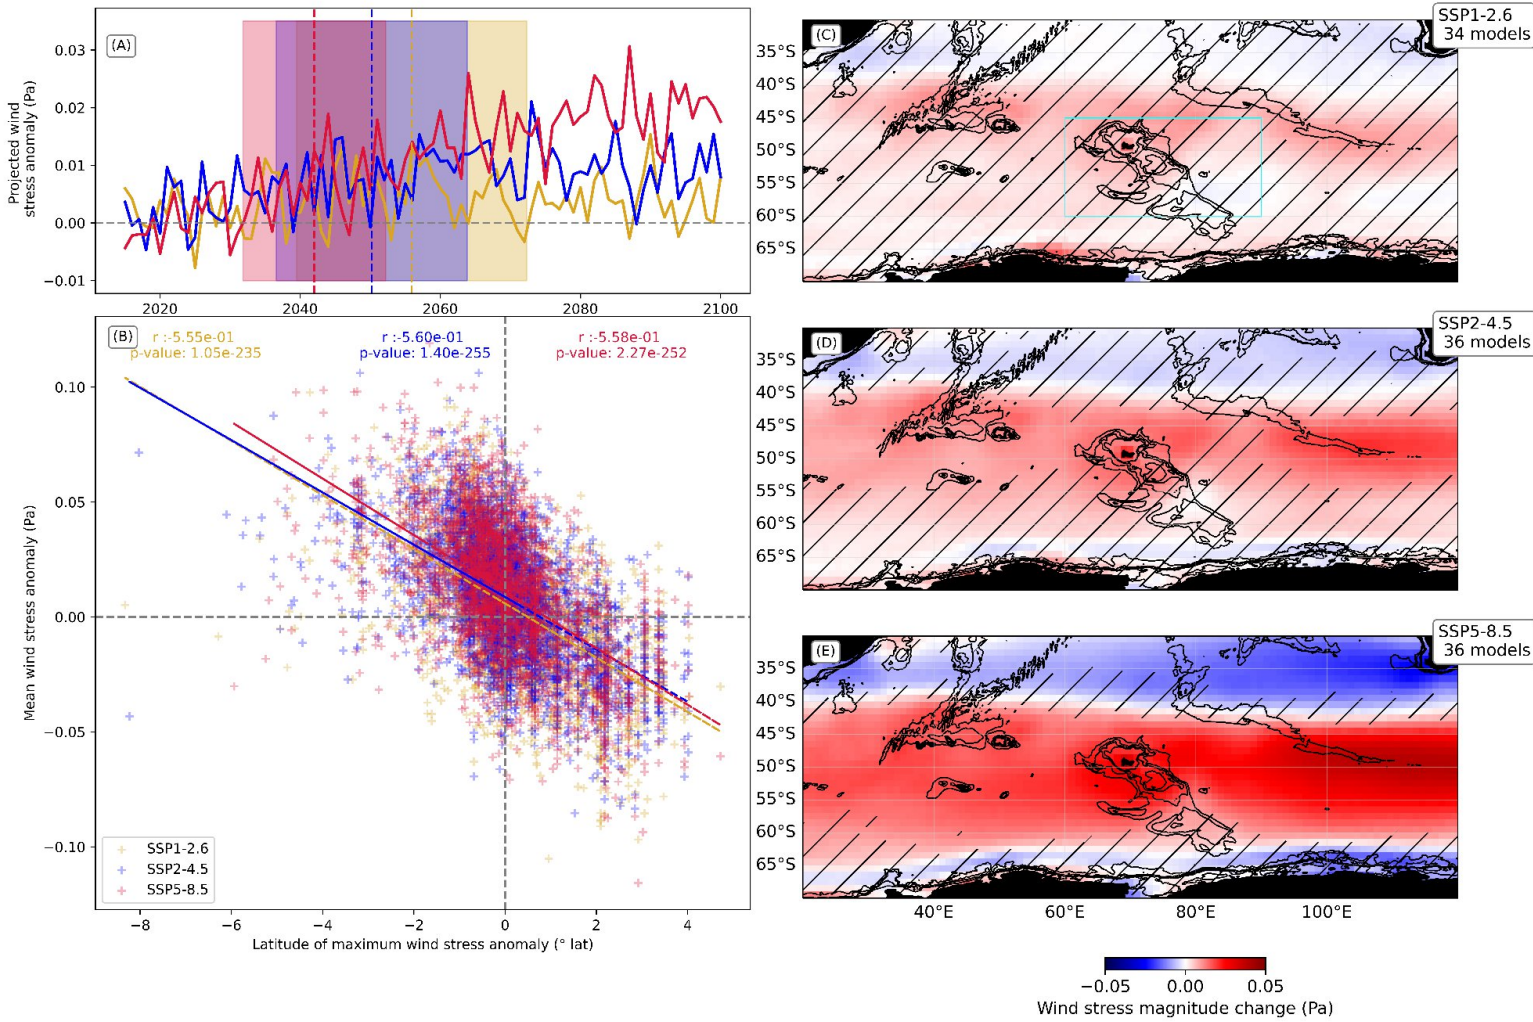 (A)
Projected wind
stress anomaly (Pa)
0.03
0.02
0.01
0.00
−0.01
2020
2040
2060
2080
2100
(B)
r :-5.55e-01
p-value: 1.05e-235
r :-5.60e-01
p-value: 1.40e-255
r :-5.58e-01
p-value: 2.27e-252
Mean wind stress anomaly (Pa)
0.10
0.05
0.00
−0.05
−0.10
SSP1-2.6
SSP2-4.5
SSP5-8.5
−8
−6
−4
−2
0
2
4
Latitude of maximum wind stress anomaly (° lat)
(C)
SSP1-2.6
34 models
35°S
40°S
45°S
50°S
55°S
60°S
65°S
(D)
SSP2-4.5
36 models
35°S
40°S
45°S
50°S
55°S
60°S
65°S
(E)
SSP5-8.5
36 models
35°S
40°S
45°S
50°S
55°S
60°S
65°S
40°E
60°E
80°E
100°E
−0.05
0.00
0.05
Wind stress magnitude change (Pa)